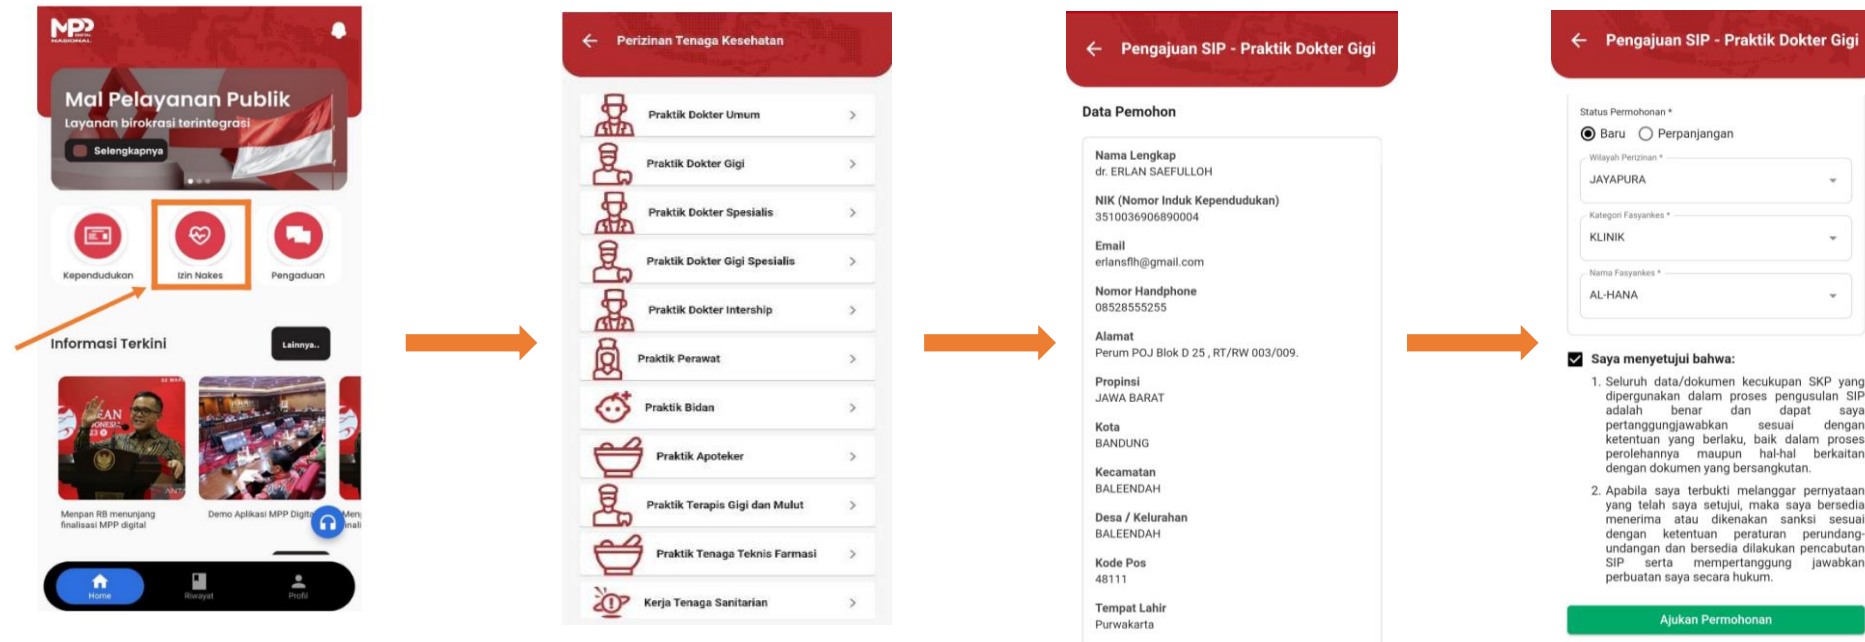 MPP
DIGITAL
NASIONAL
Mal Pelayanan Publik
Layanan birokrasi terintegrasi
Selengkapnya
Kependudukan
Izin Nakes
Pengaduan
Informasi Terkini
Lainnya..
Menpan RB menunjang
finalisasi MPP digital
Demo Aplikasi MPP Digital
Home
Riwayat
Profil
Perizinan Tenaga Kesehatan
Praktik Dokter Umum
Praktik Dokter Gigi
Praktik Dokter Spesialis
Praktik Dokter Gigi Spesialis
Praktik Dokter Intership
Praktik Perawat
Praktik Bidan
Praktik Apoteker
Praktik Terapis Gigi dan Mulut
Praktik Tenaga Teknis Farmasi
Kerja Tenaga Sanitarian
Pengajuan SIP - Praktik Dokter Gigi
Data Pemohon
Nama Lengkap
dr. ERLAN SAEFULLOH
NIK (Nomor Induk Kependudukan)
3510036906890004
Email
erlansflh@gmail.com
Nomor Handphone
08528555255
Alamat
Perum POJ Blok D 25 , RT/RW 003/009.
Propinsi
JAWA BARAT
Kota
BANDUNG
Kecamatan
BALEENDAH
Desa / Kelurahan
BALEENDAH
Kode Pos
48111
Tempat Lahir
Purwakarta
Pengajuan SIP - Praktik Dokter Gigi
Status Permohonan *
Baru Perpanjangan
Wilayah Perizinan *
JAYAPURA
Kategori Fasyankes *
KLINIK
Nama Fasyankes *
AL-HANA
Saya menyetujui bahwa:
1. Seluruh data/dokumen kecukupan SKP yang
dipergunakan dalam proses pengusulan SIP
adalah benar dan dapat saya
pertanggungjawabkan sesuai dengan
ketentuan yang berlaku, baik dalam proses
perolehannya maupun hal-hal berkaitan
dengan dokumen yang bersangkutan.
2. Apabila saya terbukti melanggar pernyataan
yang telah saya setujui, maka saya bersedia
menerima atau dikenakan sanksi sesuai
dengan ketentuan peraturan perundang-
undangan dan bersedia dilakukan pencabutan
SIP serta mempertanggung jawabkan
perbuatan saya secara hukum.
Ajukan Permohonan